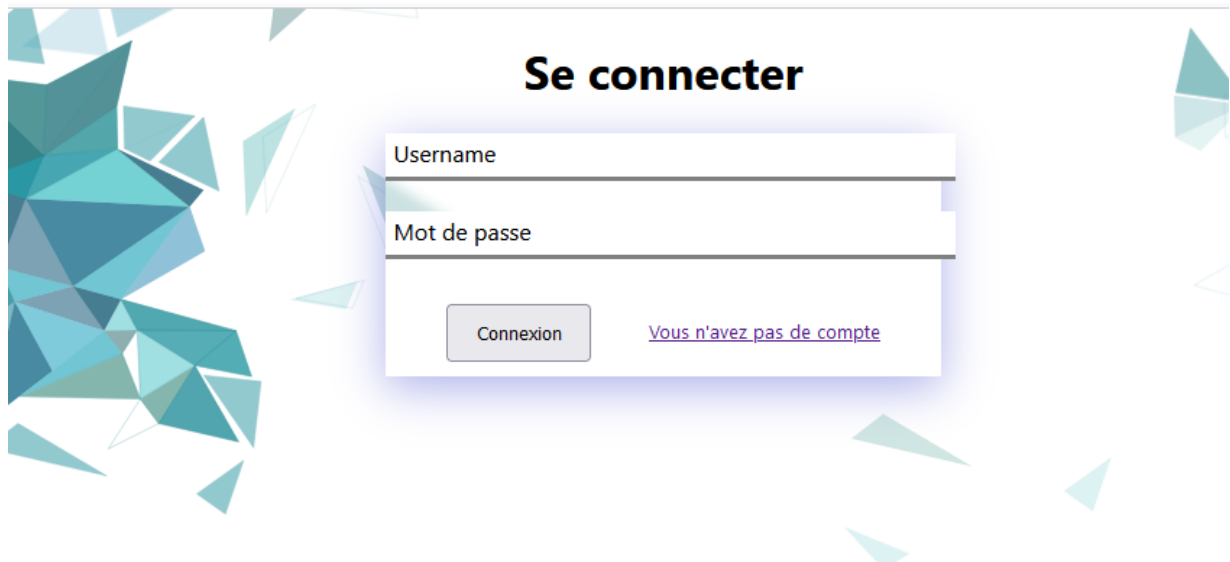 Se connecter
Username
Mot de passe
Connexion
Vous n'avez pas de compte